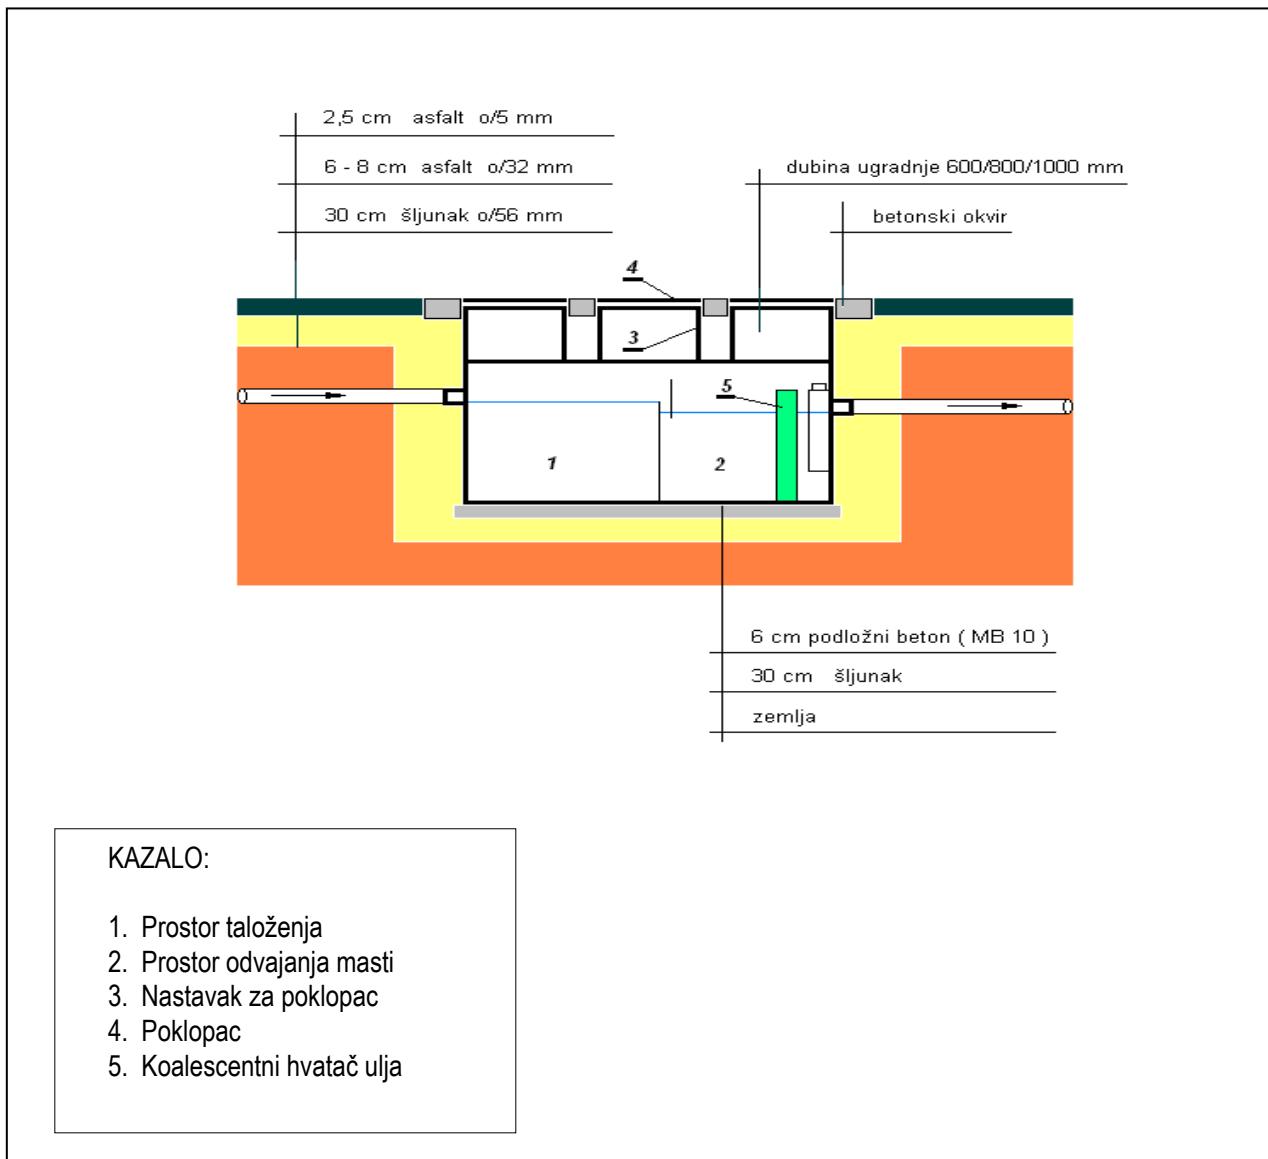 2,5 cm asfalt o/5 mm
6 - 8 cm asfalt o/32 mm
30 cm šljunak o/56 mm
dubina ugradnje 600/800/1000 mm
betonski okvir
4
3
5
1
2
6 cm podložni beton ( MB 10 )
30 cm šljunak
zemlja
KAZALO:
1. Prostor taloženja
2. Prostor odvajanja masti
3. Nastavak za poklopac
4. Poklopac
5. Koalescentni hvatač ulja